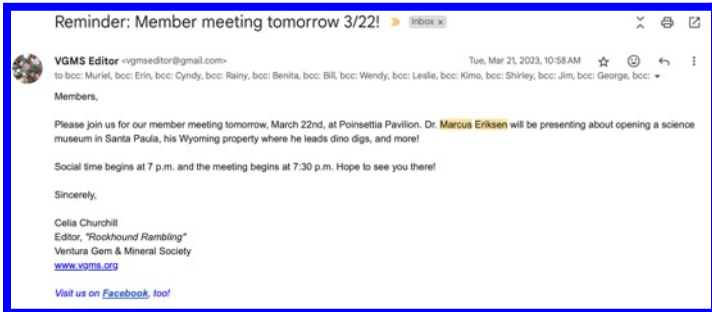 Reminder: Member meeting tomorrow 3/22! Inbox x
VGMS Editor <vgmseditor@gmail.com> Tue, Mar 21, 2023, 10:58 AM
to bcc: Muriel, bcc: Erin, bcc: Cyndy, bcc: Rainy, bcc: Benita, bcc: Bill, bcc: Wendy, bcc: Leslie, bcc: Kimo, bcc: Shirley, bcc: Jim, bcc: George, bcc:
Members,
Please join us for our member meeting tomorrow, March 22nd, at Poinsettia Pavilion. Dr. Marcus Eriksen will be presenting about opening a science
museum in Santa Paula, his Wyoming property where he leads dino digs, and more!
Social time begins at 7 p.m. and the meeting begins at 7:30 p.m. Hope to see you there!
Sincerely,
Celia Churchill
Editor, "Rockhound Rambling"
Ventura Gem & Mineral Society
www.vgms.org
Visit us on Facebook, too!